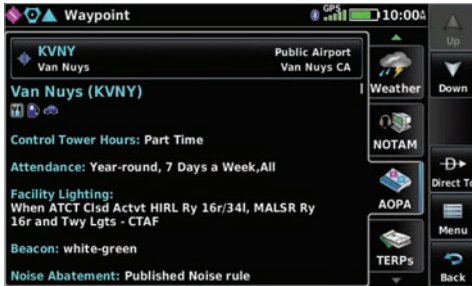 Waypoint
GPS
10:00A
KVNY
Public Airport
Van Nuys
Van Nuys CA
Van Nuys (KVNY)
Control Tower Hours: Part Time
Attendance: Year-round, 7 Days a Week,All
Facility Lighting:
When ATCT Clsd Actvt HIRL Ry 16r/34l, MALSR Ry
16r and Twy Lgts - CTAF
Beacon: white-green
Noise Abatement: Published Noise rule
Weather
NOTAM
AOPA
TERPs
Up
Down
Direct To
Menu
Back